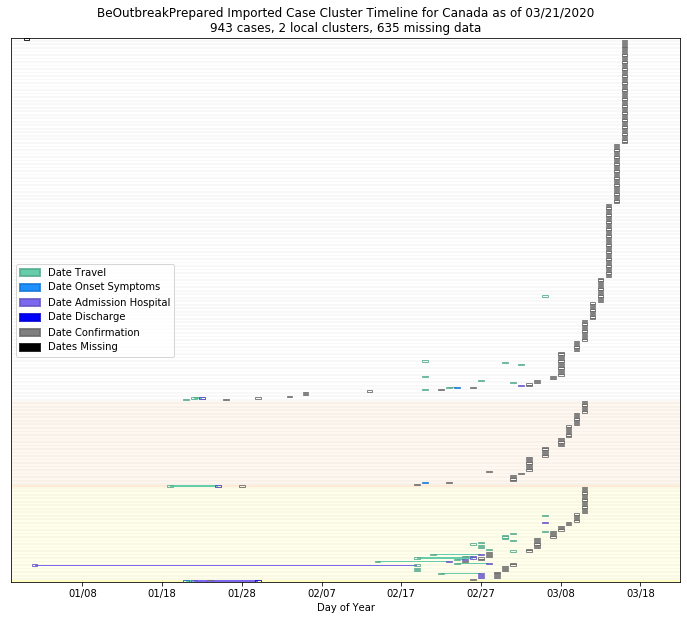 BeOutbreakPrepared Imported Case Cluster Timeline for Canada as of 03/21/2020
943 cases, 2 local clusters, 635 missing data
Date Travel
Date Onset Symptoms
Date Admission Hospital
Date Discharge
Date Confirmation
Dates Missing
01/08 01/18 01/28 02/07 02/17 02/27 03/08 03/18
Day of Year